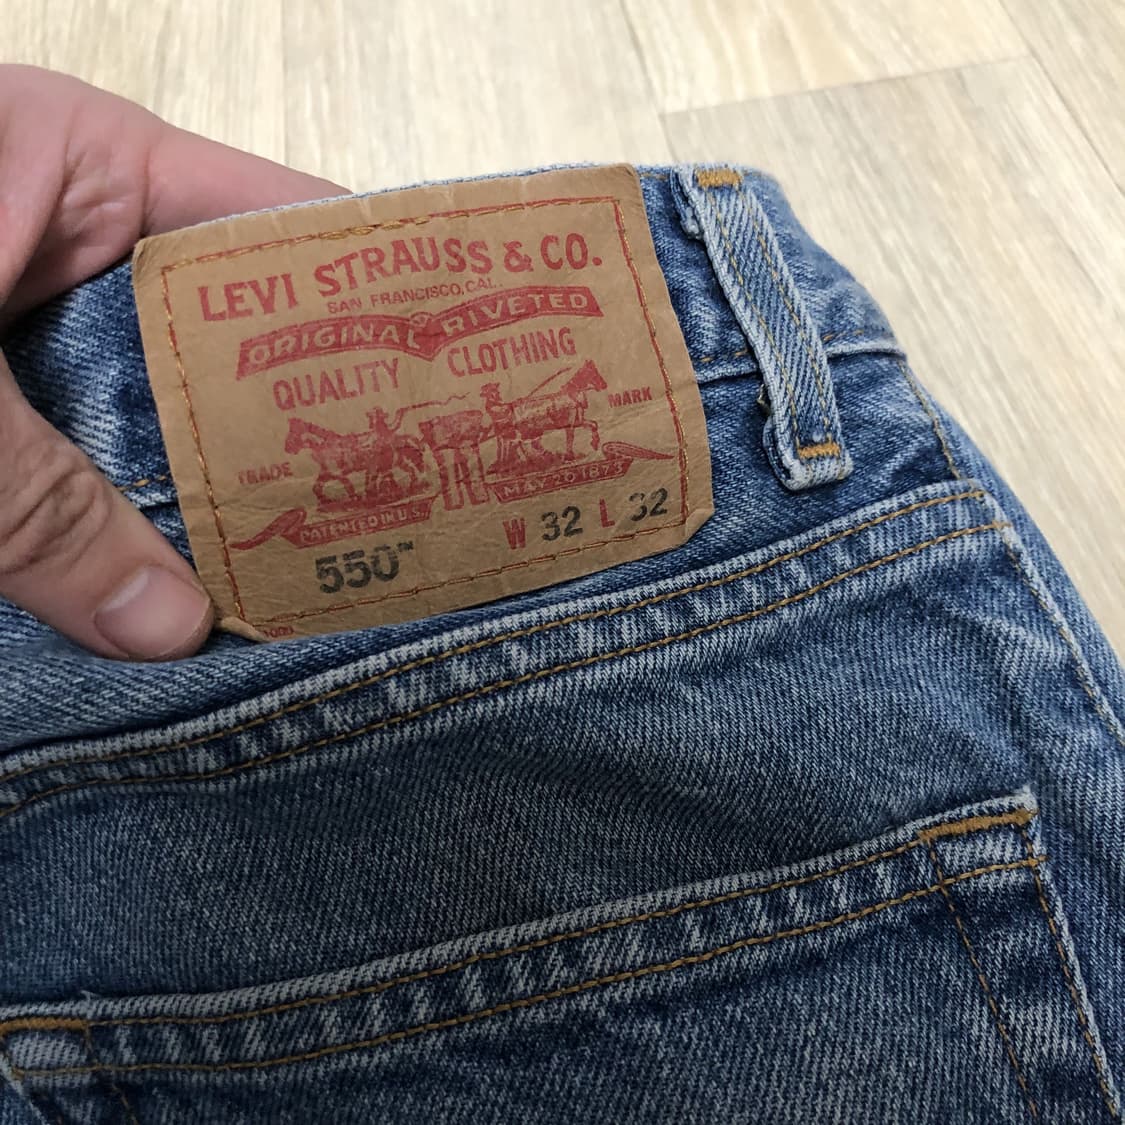 LEVI STRAUSS & CO.
SAN FRANCISCO, CAL.
ORIGINAL RIVETED
QUALITY CLOTHING
TRADE MARK
PATENTED IN U.S. MAY 20 1873
550™ W 32 L 32